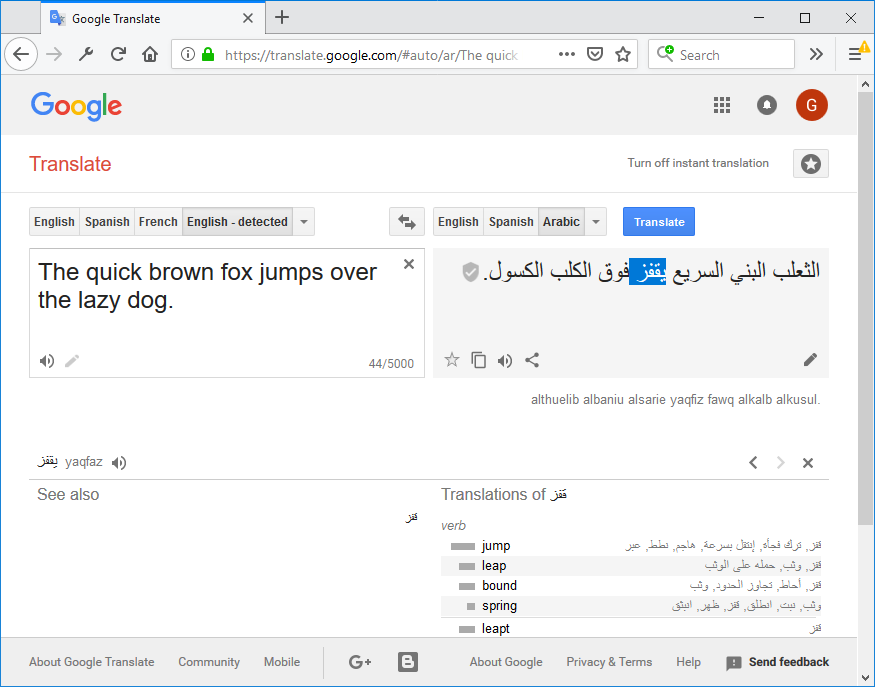 Google Translate
https://translate.google.com/#auto/ar/The quick
Search
Google
G
Translate
Turn off instant translation
English Spanish French English - detected
English Spanish Arabic
Translate
The quick brown fox jumps over
the lazy dog.
44/5000
الثعلب البني السريع يقفز فوق الكلب الكسول.
althuelib albaniu alsarie yaqfiz fawq alkalb alkusul.
يقفز yaqfaz
See also
قفز
Translations of قفز
verb
jump قفز, ترك فجأة, إنتقل بسرعة, هاجم, نطط, عبر
leap قفز, وثب, حمله على الوثب
bound قفز, أحاط, تجاوز الحدود, وثب
spring وثب, نبت, انطلق, قفز, ظهر, انبثق
leapt قفز
About Google Translate Community Mobile G+ B About Google Privacy & Terms Help Send feedback